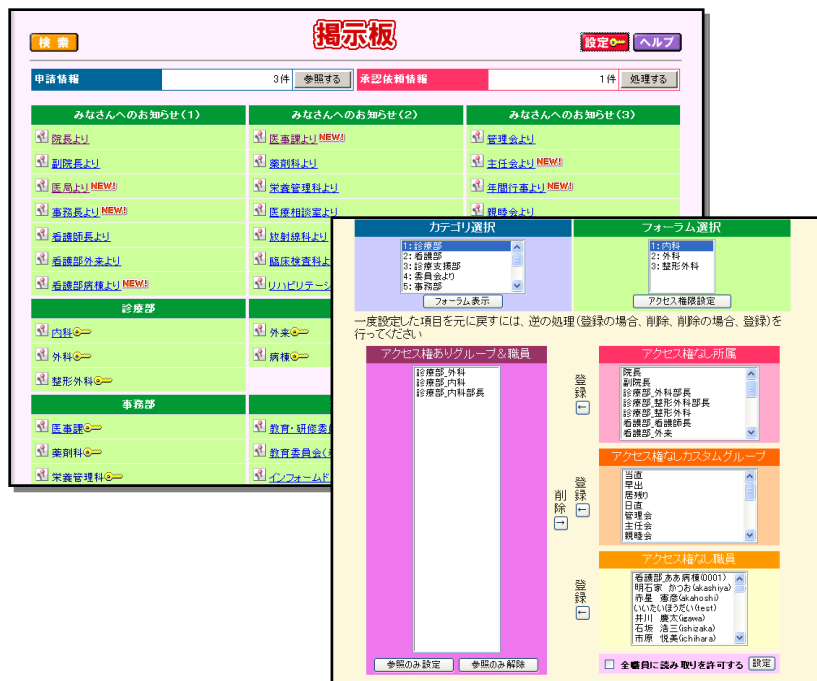 検索
掲示板
設定 ヘルプ
申請情報 3件 参照する 承認依頼情報 1件 処理する
みなさんへのお知らせ(1) みなさんへのお知らせ(2) みなさんへのお知らせ(3)
院長より 医事課より NEW! 管理会より
副院長より 薬剤科より 主任会より NEW!
医局より NEW! 栄養管理科より 年間行事より NEW!
事務長より NEW! 医療相談室より 親睦会より
看護師長より 放射線科より
看護部外来より 臨床検査科よ
看護部病棟より NEW! リハビリテーシ
診療部
内科 外来
外科 病棟
整形外科
事務部
医事課 教育・研修委員
薬剤科 教育委員会(
栄養管理科 インフォームド
カテゴリ選択 フォーラム選択
1:診療部 1:内科
2:看護部 2:外科
3:診療支援部 3:整形外科
4:委員会より
5:事務部
フォーラム表示 アクセス権限設定
一度設定した項目を元に戻すには、逆の処理(登録の場合、削除、削除の場合、登録)を
行ってください
アクセス権ありグループ&職員
診療部_外科
診療部_内科
診療部_内科部長
参照のみ設定 参照のみ解除
削除
→
登録
←
アクセス権なし所属
院長
副院長
診療部_外科部長
診療部_整形外科部長
診療部_整形外科
看護部_看護師長
看護部_外来
登録
←
アクセス権なしカスタムグループ
当直
早出
居残り
日直
管理会
主任会
親睦会
登録
←
アクセス権なし職員
看護部_ああ病棟(0001)
明石家 かつお(akashiya)
赤星 憲彦(akahoshi)
いいたいほうだい(test)
井川 慶太(igawa)
石坂 浩三(ishizaka)
市原 悦美(ichihara)
全職員に読み取りを許可する 設定